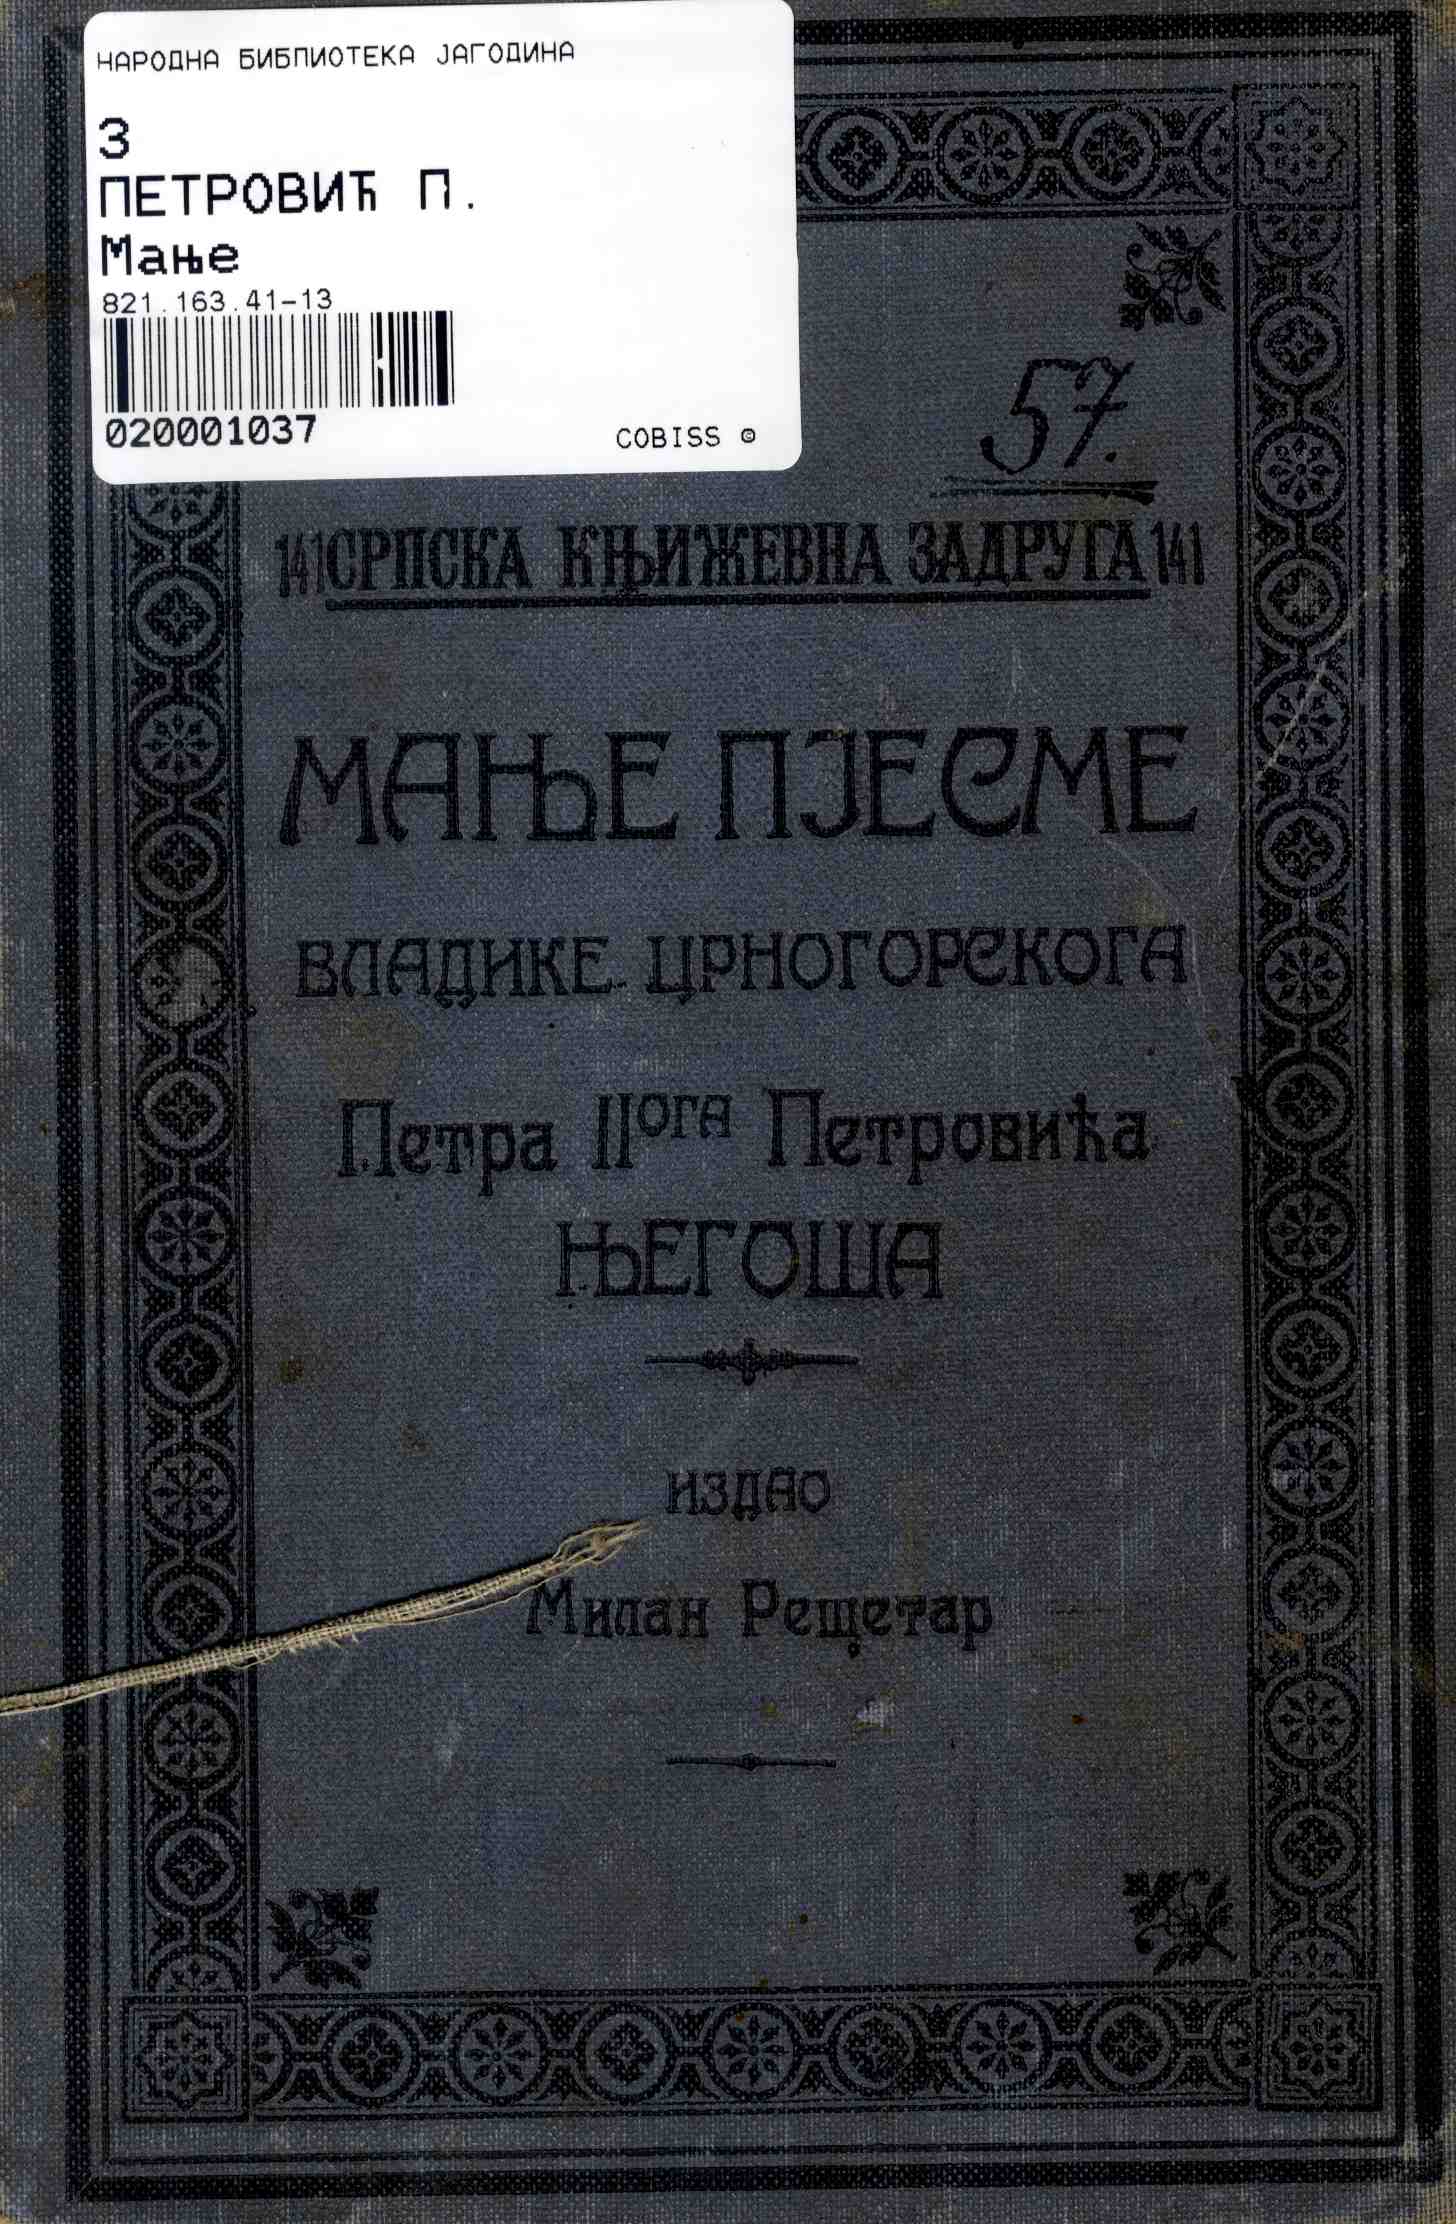 НАРОДНА БИБЛИОТЕКА ЈАГОДИНА
З
ПЕТРОВИЋ П.
Мање
821.163.41-13
020001037
COBISS ©
57.
141 СРПСКА КЊИЖЕВНА ЗАДРУГА 141
МАЊЕ ПЈЕСМЕ
ВЛАДИКЕ ЦРНОГОРСКОГА
Петра IIОГА Петровића
ЊЕГОША
ИЗДАО
Милан Решетар